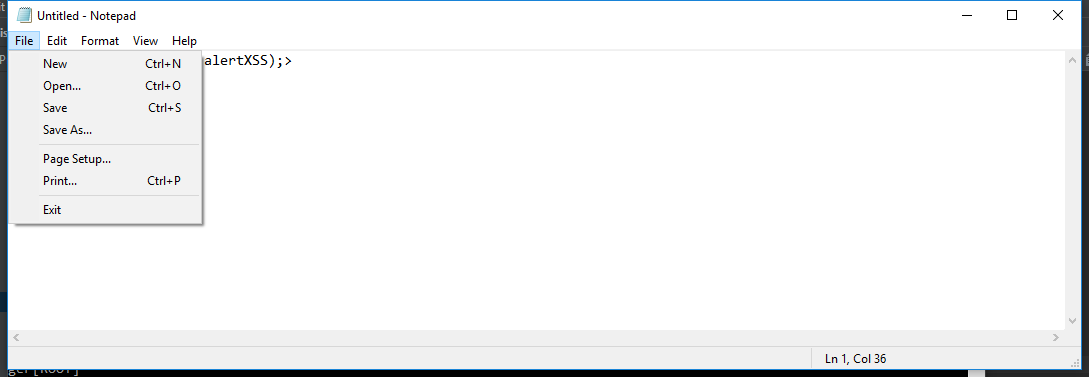 Untitled - Notepad
File Edit Format View Help
alertXSS);>
New Ctrl+N
Open... Ctrl+O
Save Ctrl+S
Save As...
Page Setup...
Print... Ctrl+P
Exit
Ln 1, Col 36